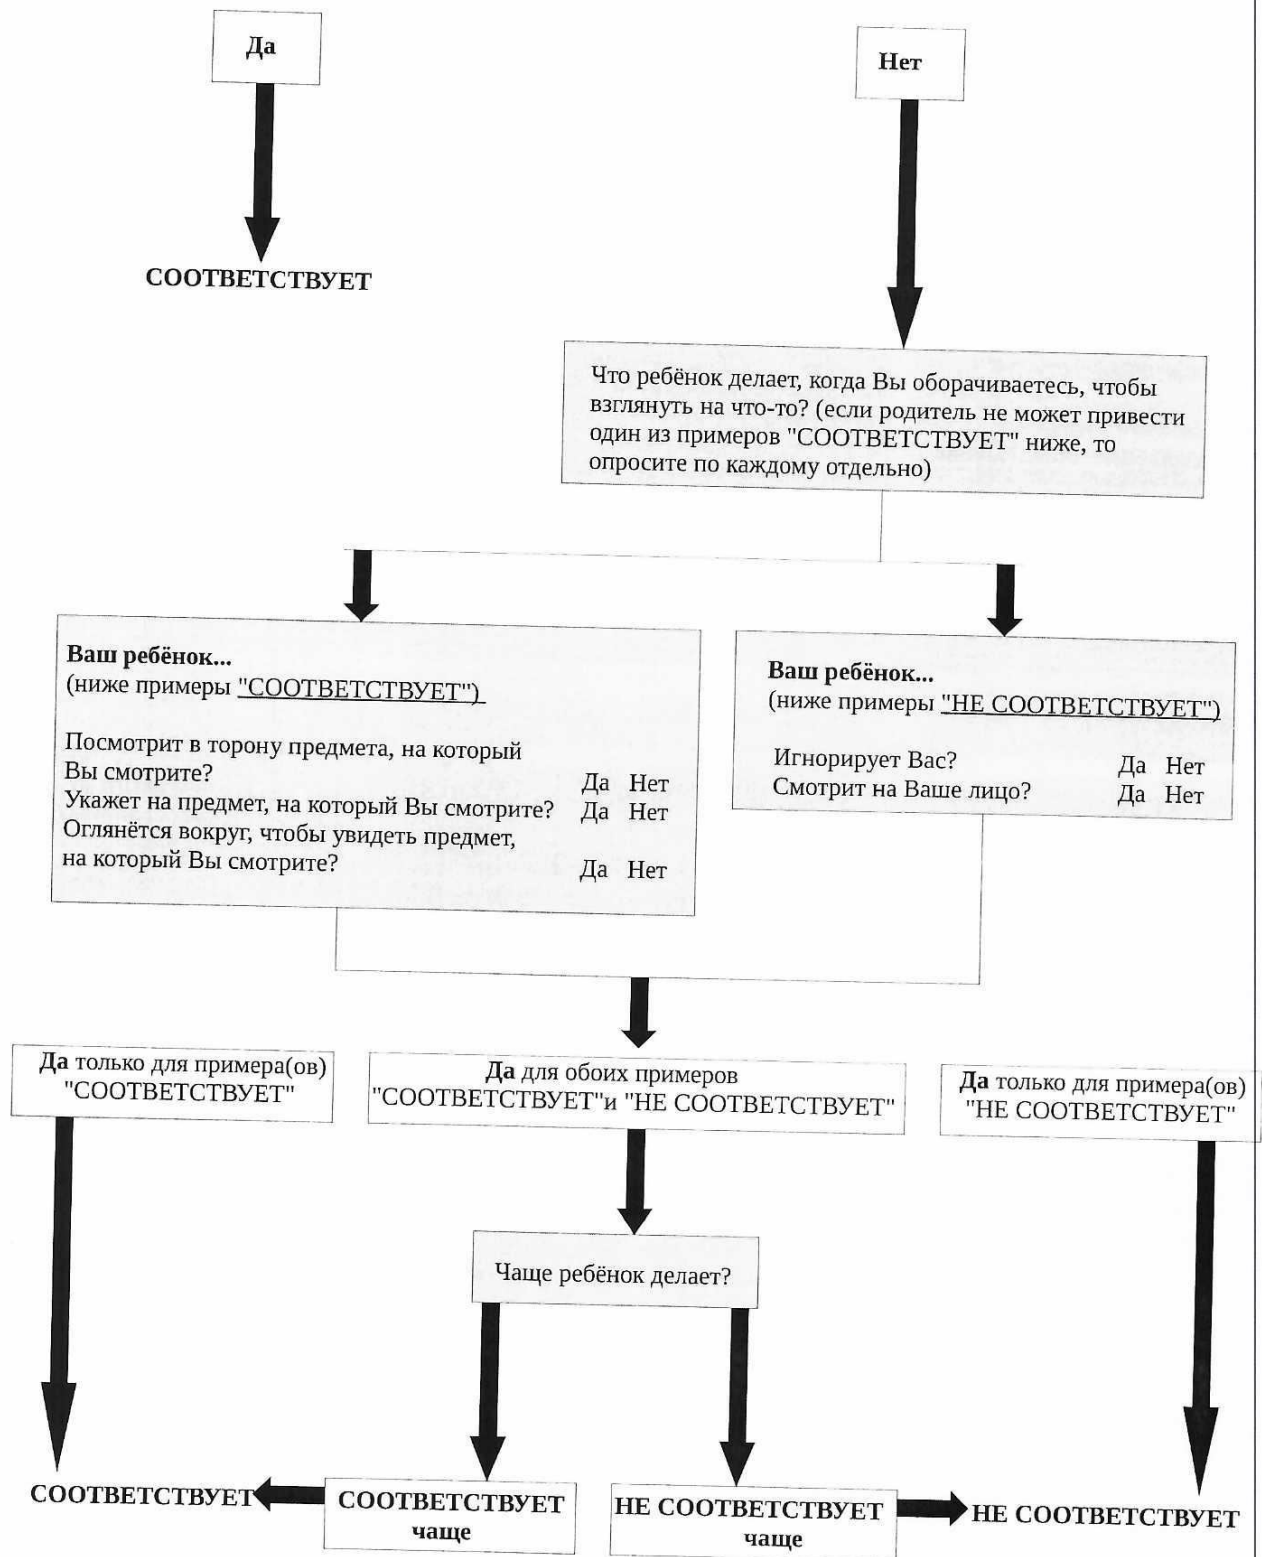 Да
Нет
СООТВЕТСТВУЕТ
Что ребёнок делает, когда Вы оборачиваетесь, чтобы
взглянуть на что-то? (если родитель не может привести
один из примеров "СООТВЕТСТВУЕТ" ниже, то
опросите по каждому отдельно)
Ваш ребёнок...
(ниже примеры "СООТВЕТСТВУЕТ")
Посмотрит в торону предмета, на который
Вы смотрите? Да Нет
Укажет на предмет, на который Вы смотрите? Да Нет
Оглянётся вокруг, чтобы увидеть предмет,
на который Вы смотрите? Да Нет
Ваш ребёнок...
(ниже примеры "НЕ СООТВЕТСТВУЕТ")
Игнорирует Вас? Да Нет
Смотрит на Ваше лицо? Да Нет
Да только для примера(ов)
"СООТВЕТСТВУЕТ"
Да для обоих примеров
"СООТВЕТСТВУЕТ"и "НЕ СООТВЕТСТВУЕТ"
Да только для примера(ов)
"НЕ СООТВЕТСТВУЕТ"
Чаще ребёнок делает?
СООТВЕТСТВУЕТ
СООТВЕТСТВУЕТ
чаще
НЕ СООТВЕТСТВУЕТ
чаще
НЕ СООТВЕТСТВУЕТ